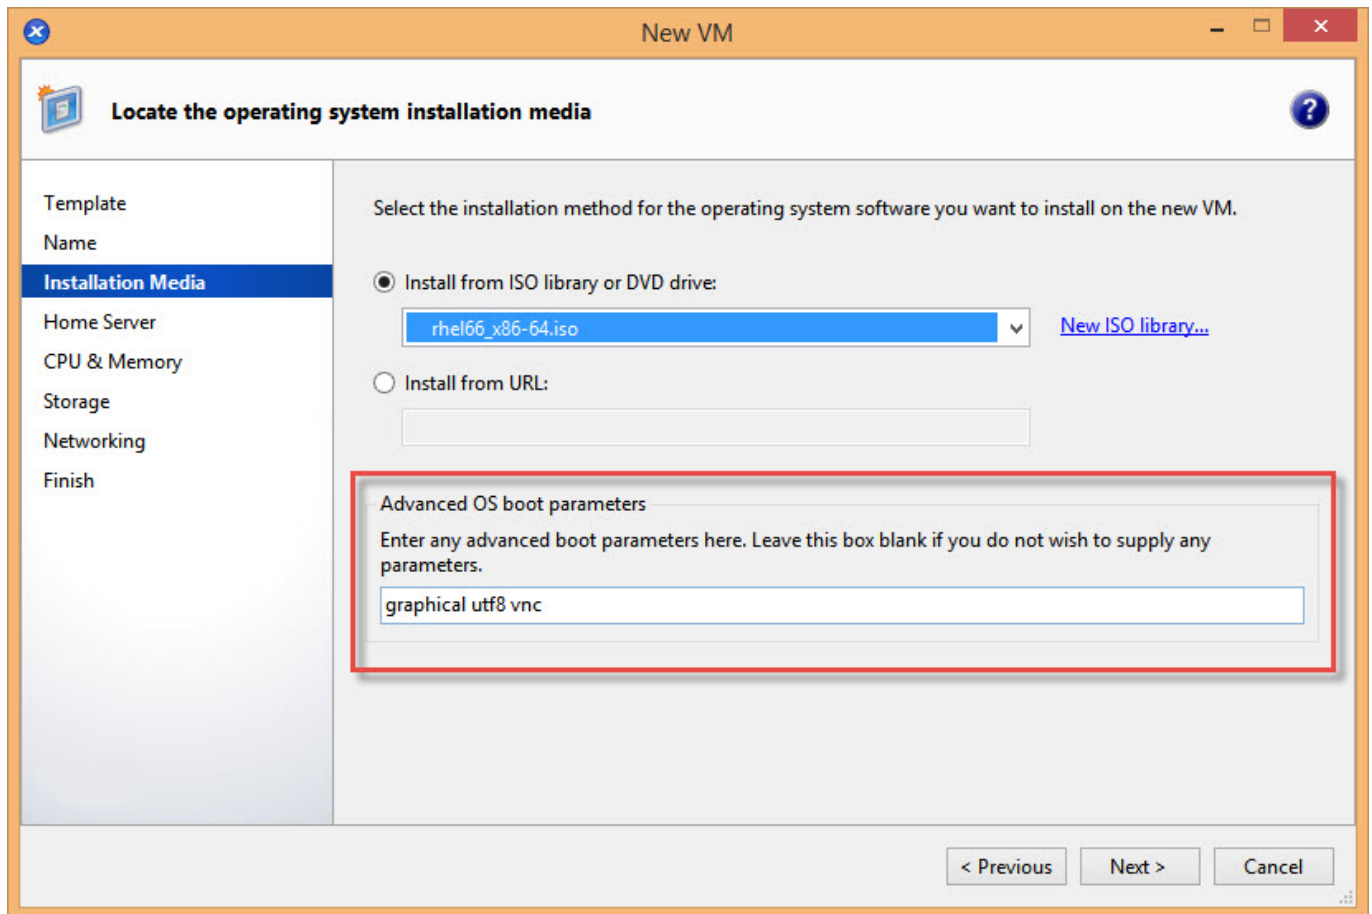 New VM
Locate the operating system installation media
?
Template
Name
Installation Media
Home Server
CPU & Memory
Storage
Networking
Finish
Select the installation method for the operating system software you want to install on the new VM.
Install from ISO library or DVD drive:
rhel66_x86-64.iso
New ISO library...
Install from URL:
Advanced OS boot parameters
Enter any advanced boot parameters here. Leave this box blank if you do not wish to supply any
parameters.
graphical utf8 vnc
< Previous
Next >
Cancel